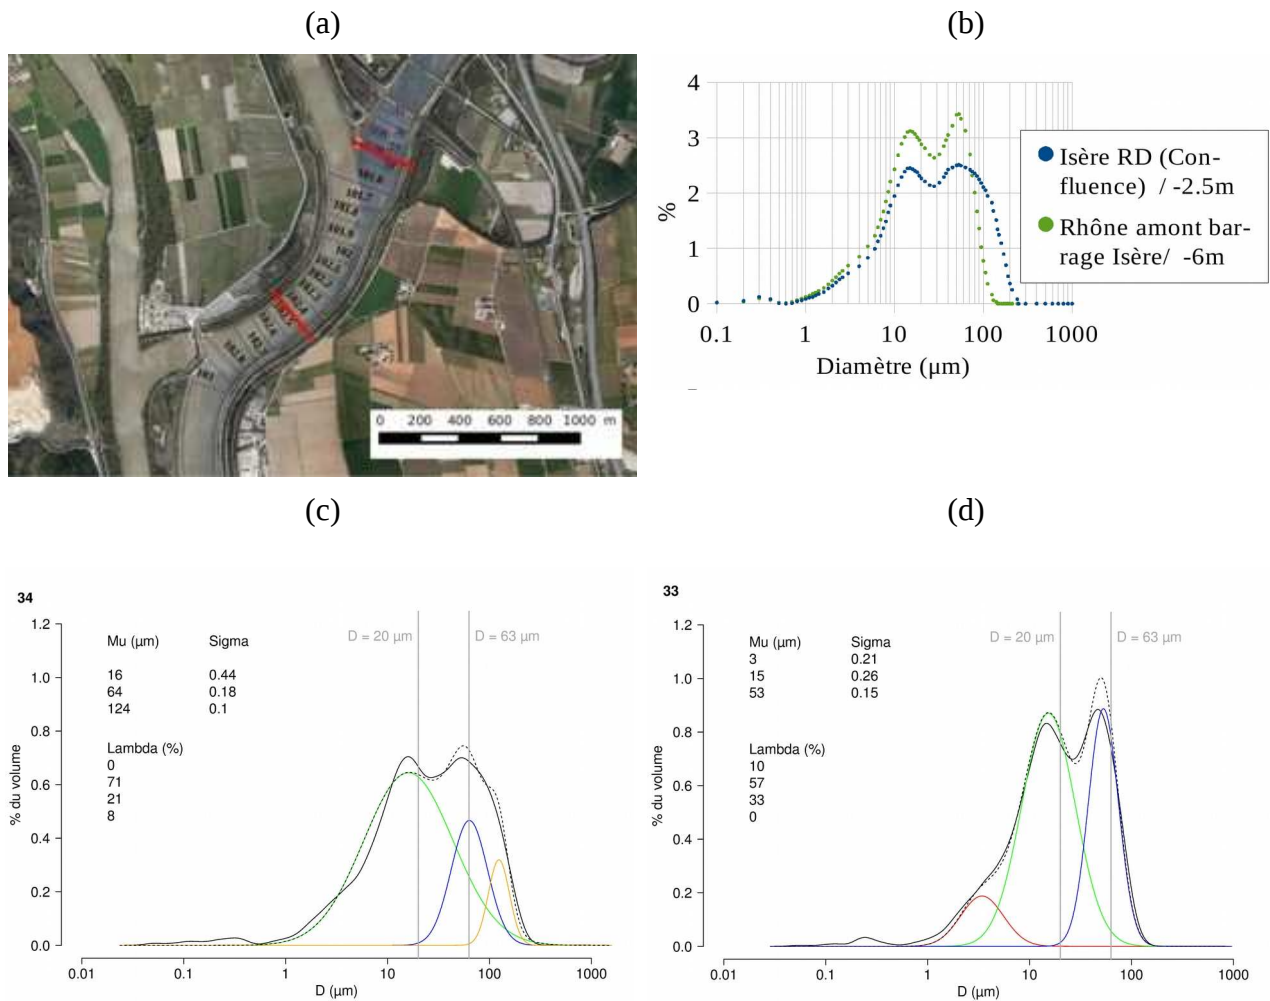 (a)
(b)
0 200 400 600 800 1000 m
4
3
2
1
0
%
0.1 1 10 100 1000
Diamètre (µm)
Isère RD (Con-
fluence) / -2.5m
Rhône amont bar-
rage Isère/ -6m
(c)
(d)
34
1.2
1.0
0.8
0.6
0.4
0.2
0.0
% du volume
Mu (µm) Sigma
16 0.44
64 0.18
124 0.1
Lambda (%)
0
71
21
8
D = 20 µm
D = 63 µm
0.01 0.1 1 10 100 1000
D (µm)
33
1.2
1.0
0.8
0.6
0.4
0.2
0.0
% du volume
Mu (µm) Sigma
3 0.21
15 0.26
53 0.15
Lambda (%)
10
57
33
0
D = 20 µm
D = 63 µm
0.01 0.1 1 10 100 1000
D (µm)